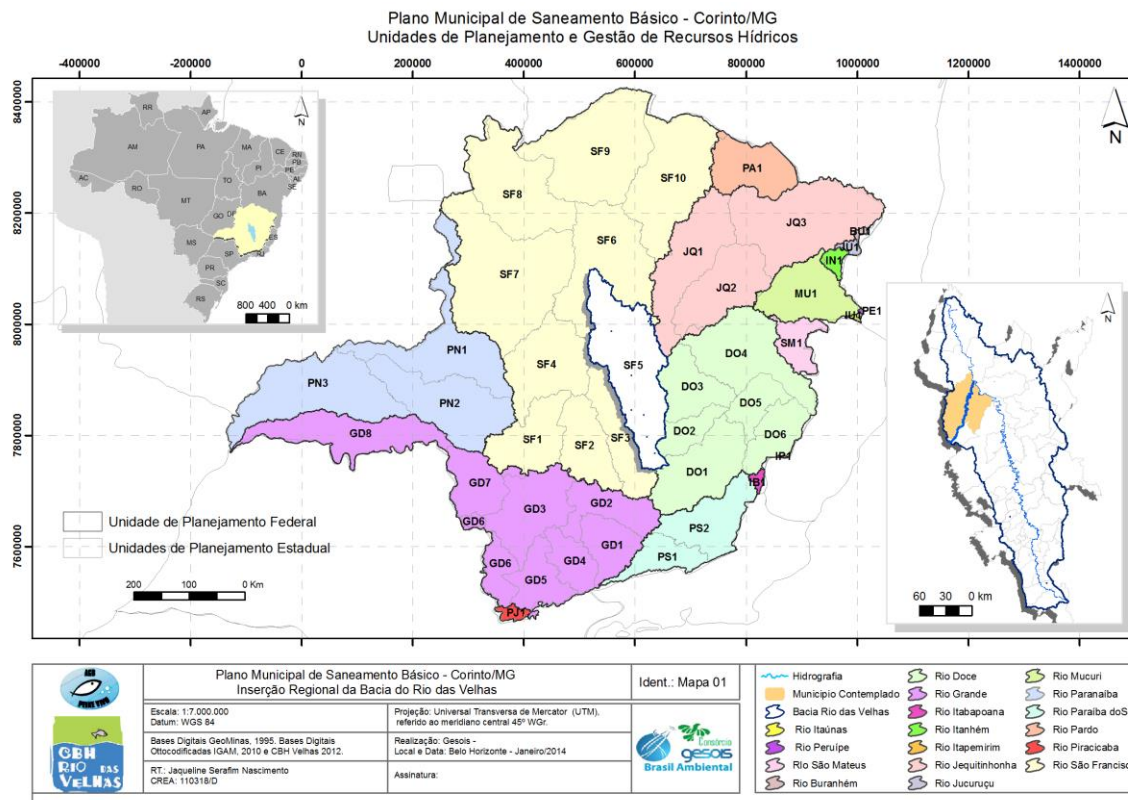 Plano Municipal de Saneamento Básico - Corinto/MG
Unidades de Planejamento e Gestão de Recursos Hídricos
-400000 -200000 0 200000 400000 600000 800000 1000000 1200000 1400000
8400000
8200000
8000000
7800000
7600000
N
N
RR
AP
AM
PA
MA
CE
RN
PB
PE
AL
SE
PI
AC
RO
TO
BA
MT
GO
DF
MS
ES
SP
RJ
PR
SC
RS
800 400 0 km
SF9
SF10
SF8
PA1
JQ3
BU1
JU1
IN1
JQ1
SF6
SF7
JQ2
MU1
PE1
SM1
PN1
SF5
DO4
SF4
PN3
PN2
DO3
DO5
SF1
SF2
SF3
DO2
DO6
GD8
IP1
DO1
IB1
GD7
GD3
GD2
GD6
PS2
GD1
PS1
GD6
GD4
GD5
PJ1
Unidade de Planejamento Federal
Unidades de Planejamento Estadual
200 100 0 Km
N
60 30 0 km
AGB
PEIXE VIVO
CBH
RIO DAS
VELHAS
Plano Municipal de Saneamento Básico - Corinto/MG
Inserção Regional da Bacia do Rio das Velhas
Ident.: Mapa 01
Escala: 1:7.000.000
Datum: WGS 84
Projeção: Universal Transversa de Mercator (UTM),
referido ao meridiano central 45º WGr.
Bases Digitais GeoMinas, 1995. Bases Digitais
Ottocodificadas IGAM, 2010 e CBH Velhas 2012.
Realização: Gesois -
Local e Data: Belo Horizonte - Janeiro/2014
RT.: Jaqueline Serafim Nascimento
CREA: 110318/D
Assinatura:
Consórcio
gesois
Brasil Ambiental
Hidrografia
Municipio Contemplado
Bacia Rio das Velhas
Rio Itaúnas
Rio Peruípe
Rio São Mateus
Rio Buranhém
Rio Doce
Rio Grande
Rio Itabapoana
Rio Itanhém
Rio Itapemirim
Rio Jequitinhonha
Rio Jucuruçu
Rio Mucuri
Rio Paranaíba
Rio Paraíba doS
Rio Pardo
Rio Piracicaba
Rio São Francisc